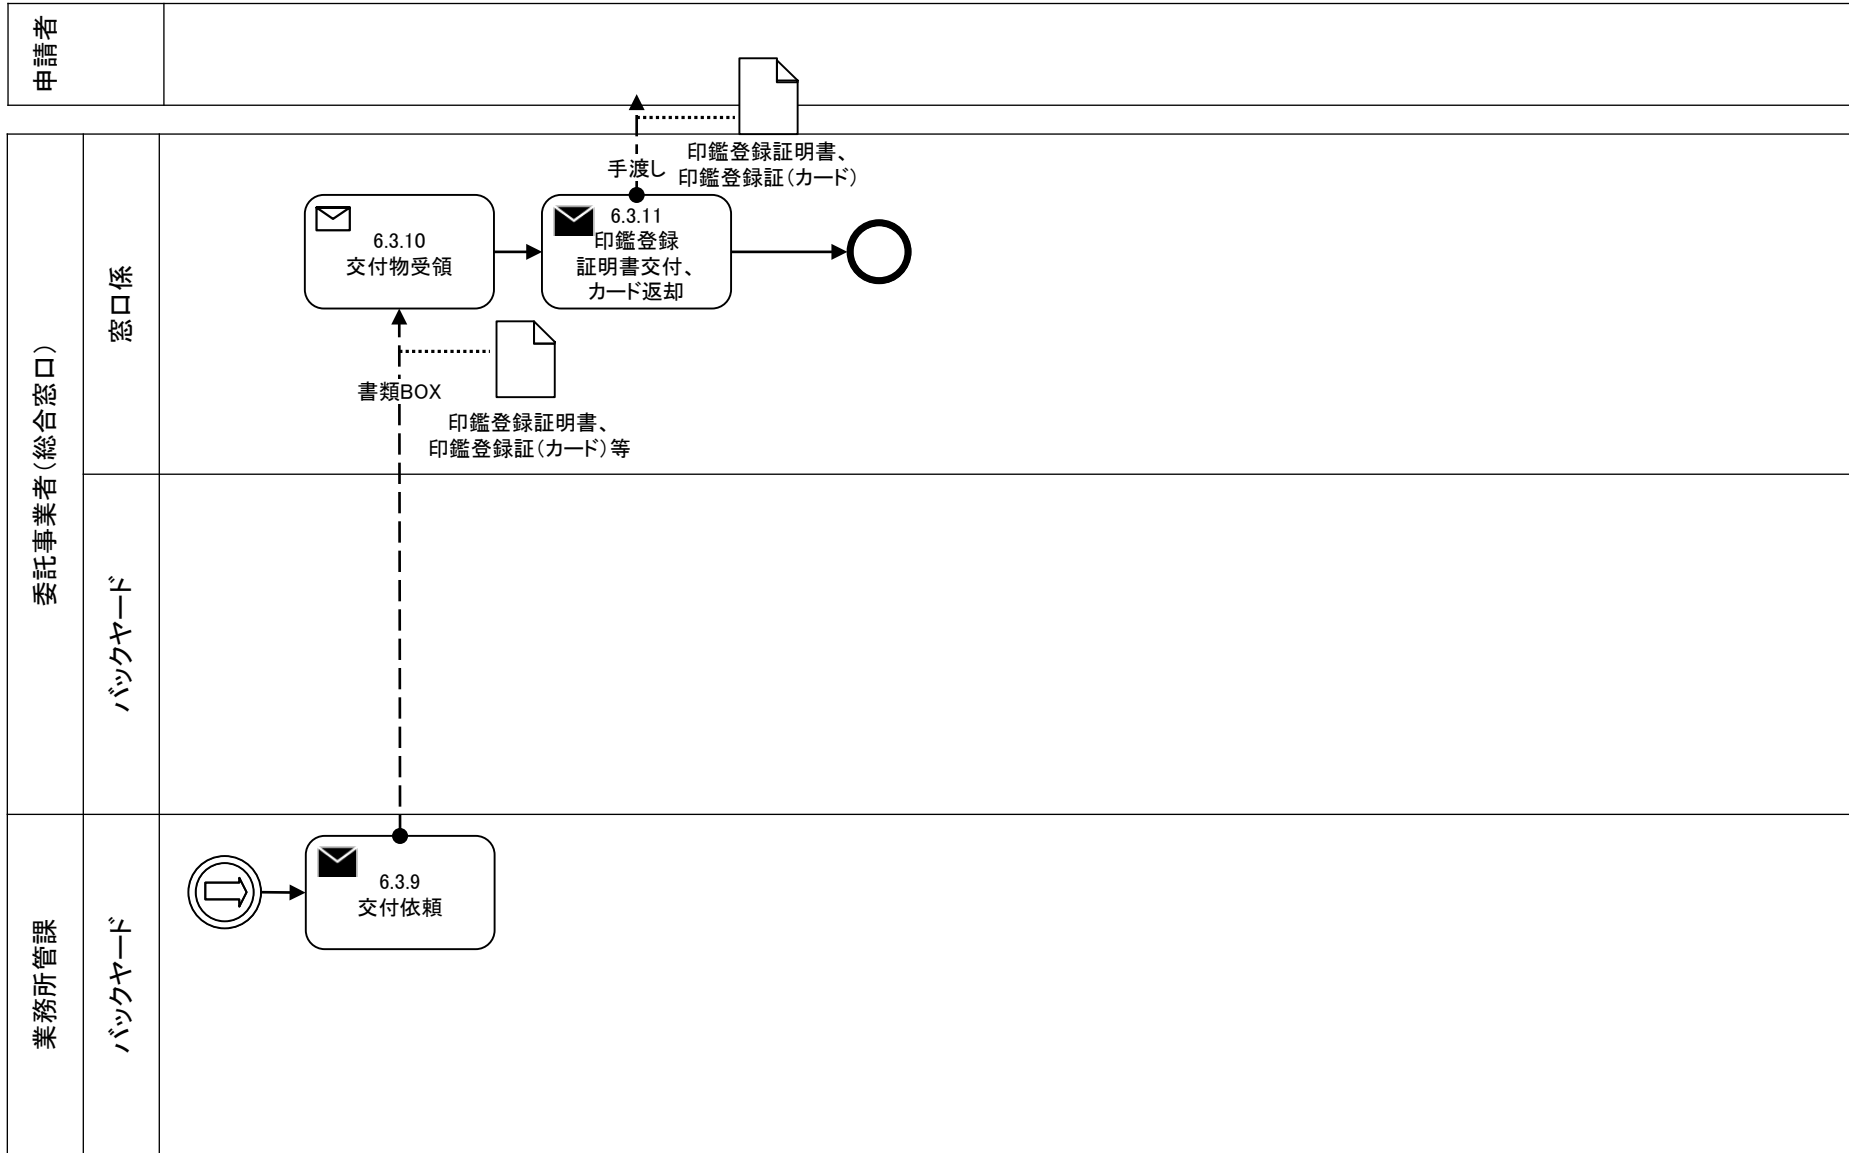 申請者
手渡し
印鑑登録証明書、
印鑑登録証(カード)
委託事業者(総合窓口)
窓口係
6.3.10
交付物受領
6.3.11
印鑑登録
証明書交付、
カード返却
書類BOX
印鑑登録証明書、
印鑑登録証(カード)等
バックヤード
業務所管課
バックヤード
6.3.9
交付依頼